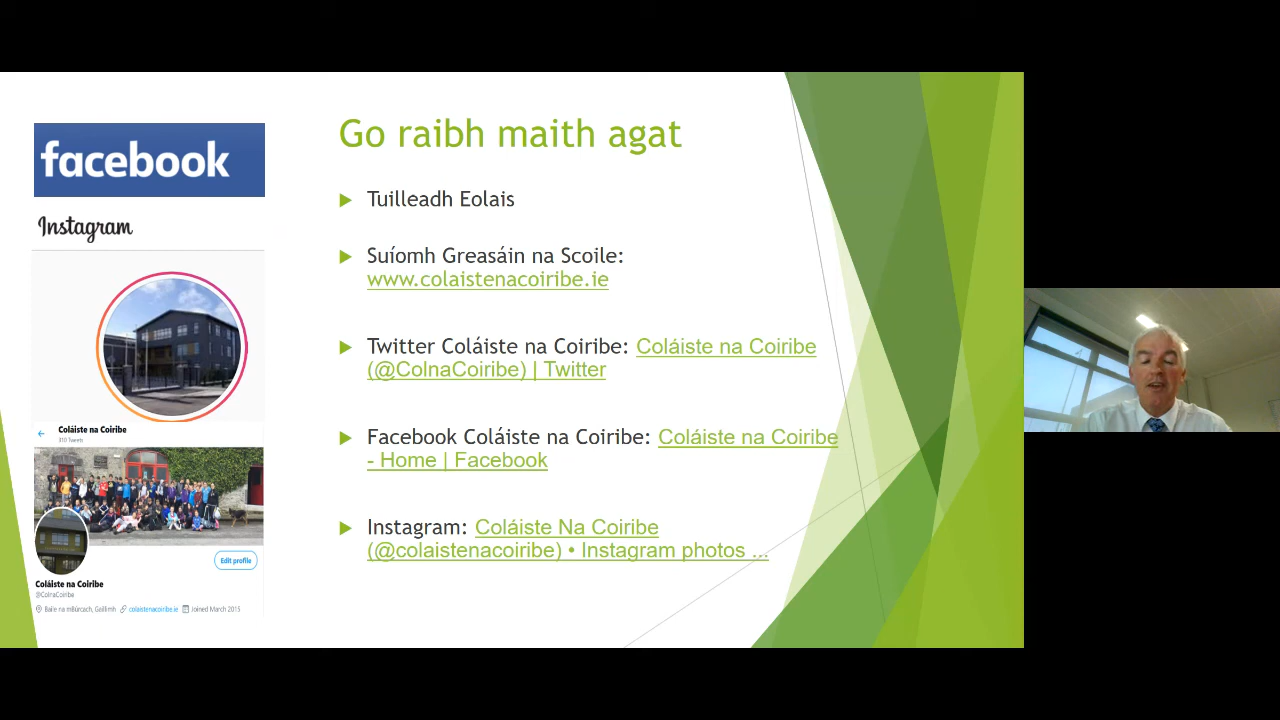 facebook
Instagram
Coláiste na Coiribe
310 Tweets
Edit profile
Coláiste na Coiribe
@ColnaCoiribe
Baile na mBúrcach, Gaillimh colaistenacoiribe.ie Joined March 2015
Go raibh maith agat
Tuilleadh Eolais
Suíomh Greasáin na Scoile:
www.colaistenacoiribe.ie
Twitter Coláiste na Coiribe: Coláiste na Coiribe
(@ColnaCoiribe) | Twitter
Facebook Coláiste na Coiribe: Coláiste na Coiribe
- Home | Facebook
Instagram: Coláiste Na Coiribe
(@colaistenacoiribe) • Instagram photos ...